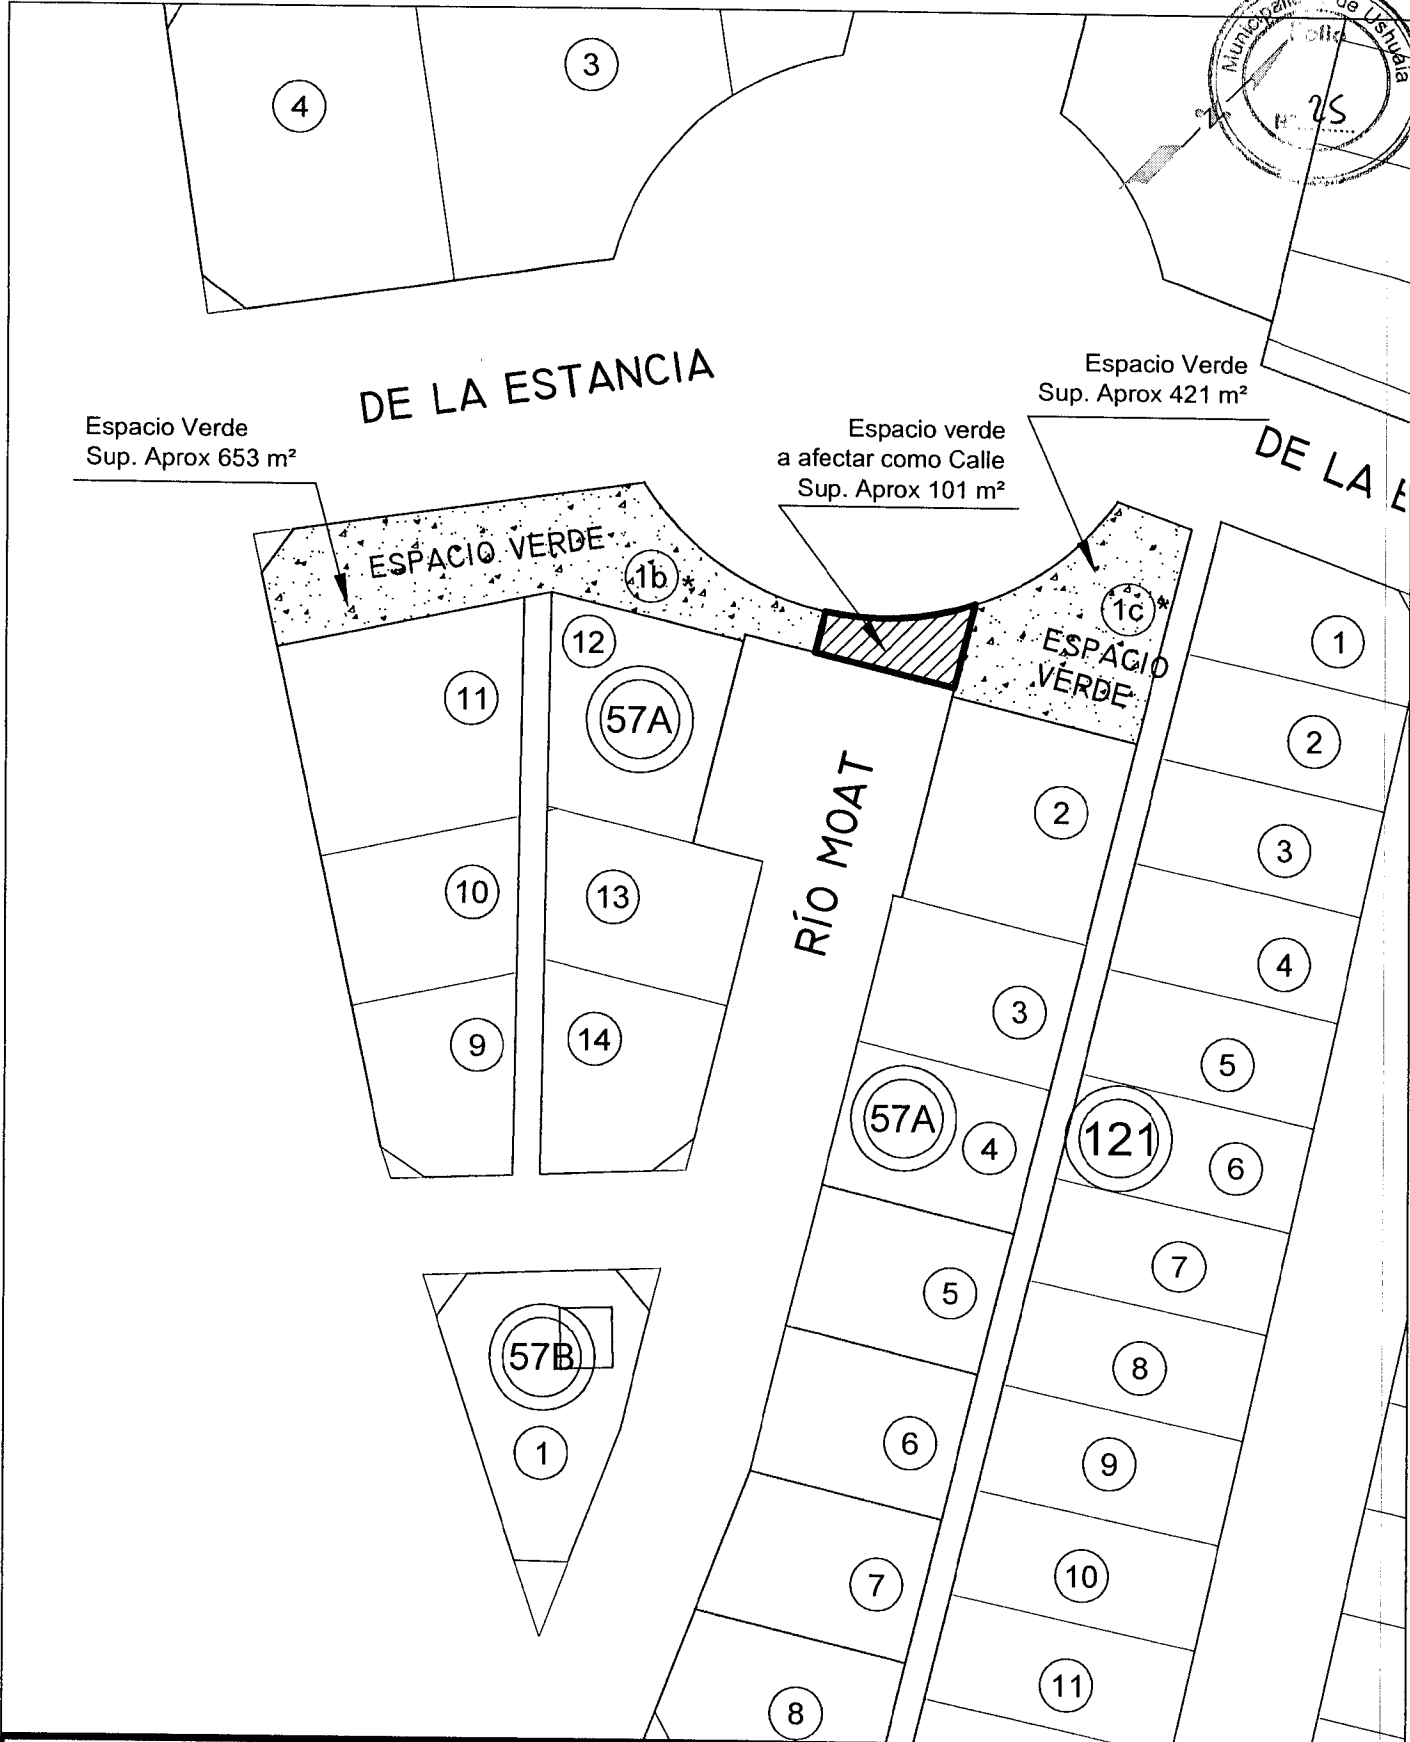 Municipalidad de Ushuaia
Folio
Nº 25
4
3
DE LA ESTANCIA
Espacio Verde
Sup. Aprox 653 m²
Espacio verde
a afectar como Calle
Sup. Aprox 101 m²
Espacio Verde
Sup. Aprox 421 m²
DE LA E
ESPACIO VERDE
1b *
1c *
ESPACIO
VERDE
12
57A
11
10
13
9
14
RÍO MOAT
2
3
57A
4
5
6
7
8
121
1
2
3
4
5
6
7
8
9
10
11
57B
1